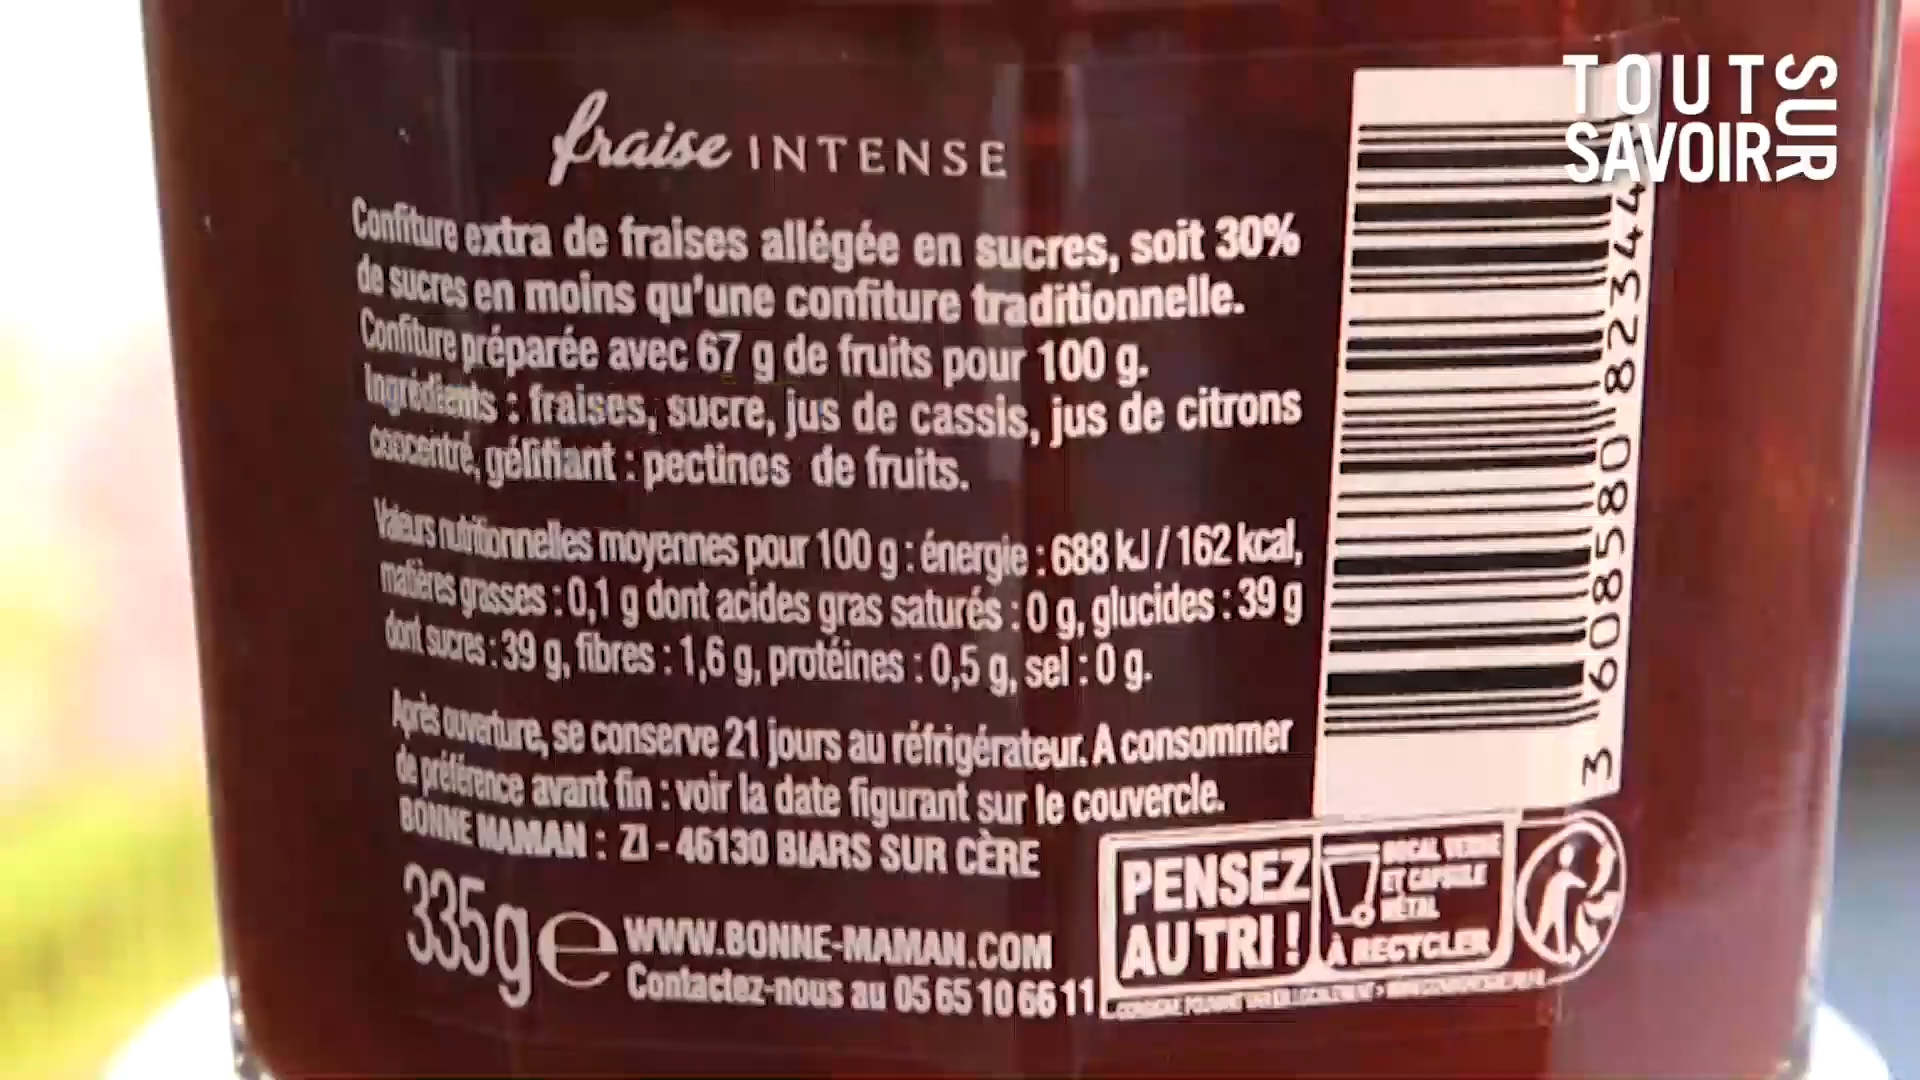 fraise INTENSE
Confiture extra de fraises allégée en sucres, soit 30%
de sucres en moins qu'une confiture traditionnelle.
Confiture préparée avec 67 g de fruits pour 100 g.
Ingrédients : fraises, sucre, jus de cassis, jus de citrons
concentré, gélifiant : pectines de fruits.
Valeurs nutritionnelles moyennes pour 100 g : énergie : 688 kJ / 162 kcal,
matières grasses : 0,1 g dont acides gras saturés : 0 g, glucides : 39 g
dont sucres : 39 g, fibres : 1,6 g, protéines : 0,5 g, sel : 0 g.
Après ouverture, se conserve 21 jours au réfrigérateur. A consommer
de préférence avant fin : voir la date figurant sur le couvercle.
BONNE MAMAN : ZI - 46130 BIARS SUR CÈRE
335g e
WWW.BONNE-MAMAN.COM
Contactez-nous au 05 65 10 66 11
PENSEZ
AU TRI !
BOCAL VERRE
ET CAPSULE
MÉTAL
À RECYCLER
3 608580 82344
TOUT
SAVOIR
SUR